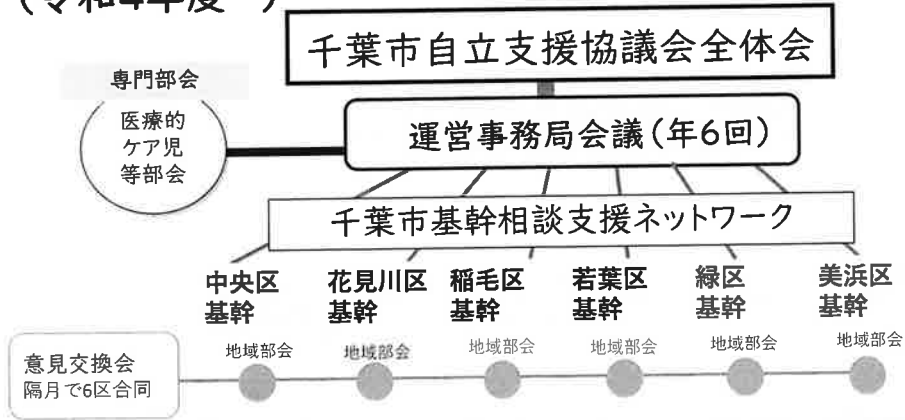 (令和4年度 )
千葉市自立支援協議会全体会
専門部会
医療的
ケア児
等部会
運営事務局会議(年6回)
千葉市基幹相談支援ネットワーク
中央区
基幹
花見川区
基幹
稲毛区
基幹
若葉区
基幹
緑区
基幹
美浜区
基幹
意見交換会
隔月で6区合同
地域部会
地域部会
地域部会
地域部会
地域部会
地域部会